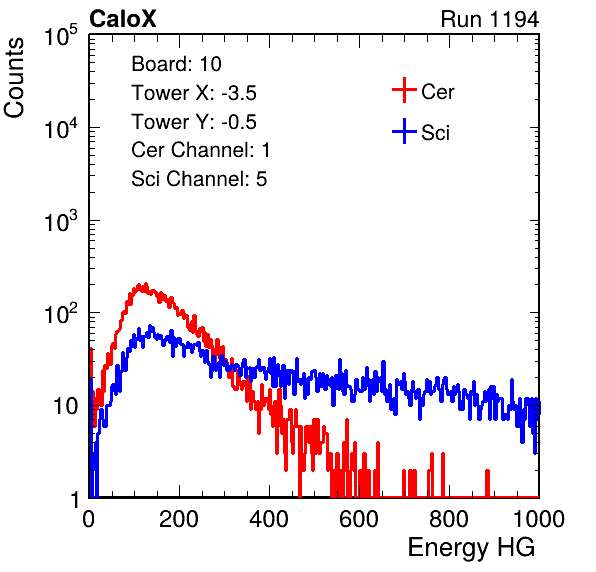 CaloX Run 1194
Counts
Board: 10
Tower X: -3.5
Tower Y: -0.5
Cer Channel: 1
Sci Channel: 5
Cer
Sci
10^5
10^4
10^3
10^2
10
1
0 200 400 600 800 1000
Energy HG